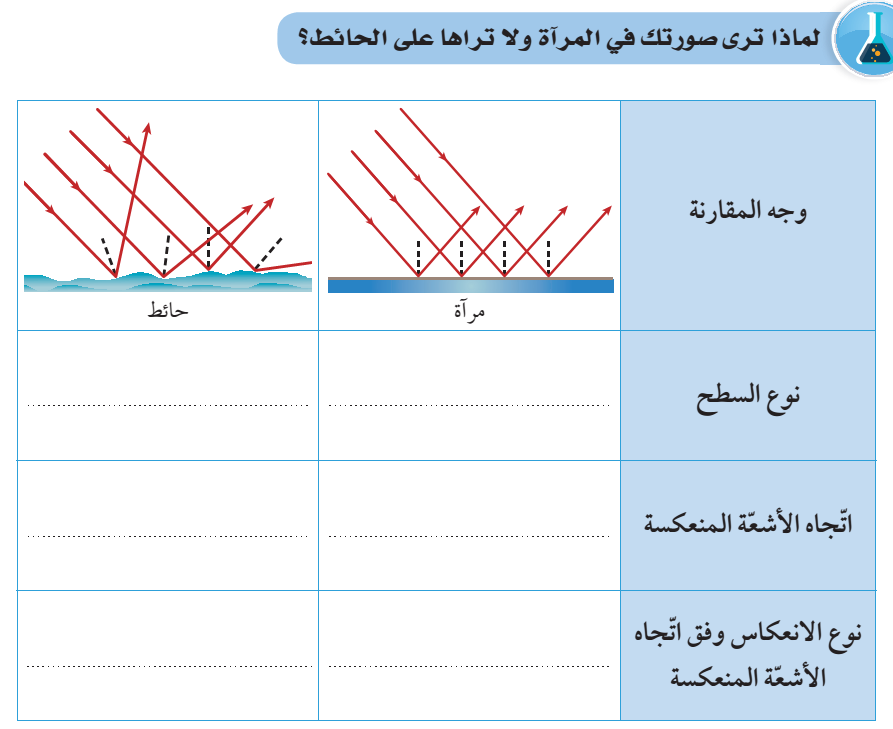 لماذا ترى صورتك في المرآة ولا تراها على الحائط؟
وجه المقارنة
مرآة
حائط
نوع السطح
اتّجاه الأشعّة المنعكسة
نوع الانعكاس وفق اتّجاه
الأشعّة المنعكسة